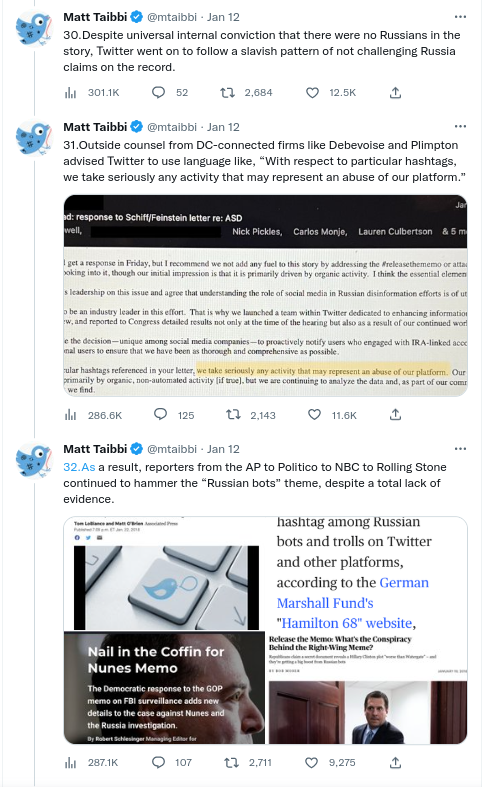 Matt Taibbi @mtaibbi · Jan 12
30.Despite universal internal conviction that there were no Russians in the
story, Twitter went on to follow a slavish pattern of not challenging Russia
claims on the record.
301.1K 52 2,684 12.5K
Matt Taibbi @mtaibbi · Jan 12
31.Outside counsel from DC-connected firms like Debevoise and Plimpton
advised Twitter to use language like, “With respect to particular hashtags,
we take seriously any activity that may represent an abuse of our platform.”
Jan
ad: response to Schiff/Feinstein letter re: ASD
well, Nick Pickles, Carlos Monje, Lauren Culbertson & 5 m
l get a response in Friday, but I recommend we not add any fuel to this story by addressing the #releasethememo or atta
ooking into it, though our initial impression is that it is primarily driven by organic activity. I think the essential elemen
s leadership on this issue and agree that understanding the role of social media in Russian disinformation efforts is of ut
o be an industry leader in this effort. That is why we launched a team within Twitter dedicated to enhancing informatio
rw, and reported to Congress detailed results not only at the time of the hearing but also as a result of our continued worl
e the decision—unique among social media companies—to proactively notify users who engaged with IRA-linked acco
nal users to ensure that we have been as thorough and comprehensive as possible.
ular hashtags referenced in your letter, we take seriously any activity that may represent an abuse of our platform. Our
primarily by organic, non-automated activity [if true], but we are continuing to analyze the data and, as part of our comr
we find.
286.6K 125 2,143 11.6K
Matt Taibbi @mtaibbi · Jan 12
32.As a result, reporters from the AP to Politico to NBC to Rolling Stone
continued to hammer the “Russian bots” theme, despite a total lack of
evidence.
Tom LoBianco and Matt O'Brien Associated Press
hashtag among Russian
bots and trolls on Twitter
and other platforms,
according to the German
Marshall Fund's
"Hamilton 68" website,
Nail in the Coffin for
Nunes Memo
The Democratic response to the GOP
memo on FBI surveillance adds new
details to the case against Nunes and
the Russia investigation.
By Robert Schlesinger Managing Editor for
Release the Memo: What's the Conspiracy
Behind the Right-Wing Meme?
Republicans claim a secret document reveals a Hillary Clinton plot "worse than Watergate" – and
they're getting a big boost from Russian bots
287.1K 107 2,711 9,275